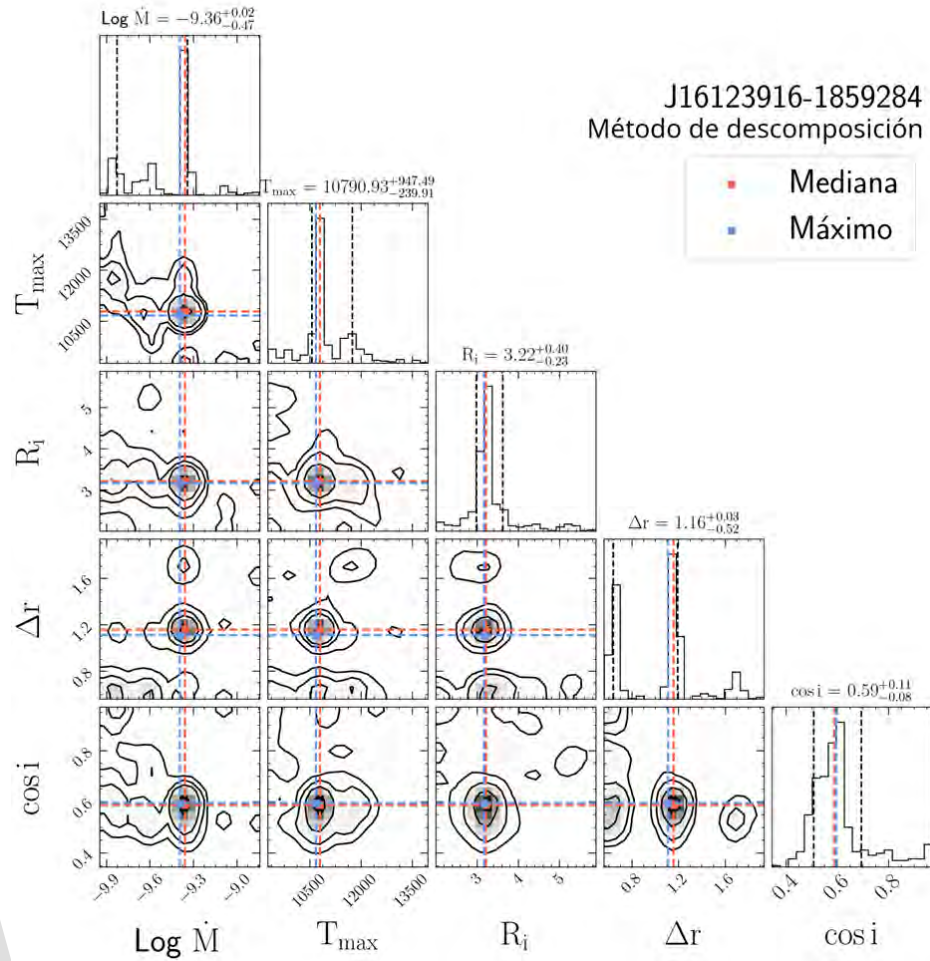 Log Ṁ = −9.36^{+0.02}_{−0.47}
J16123916-1859284
Método de descomposición
Mediana
Máximo
T_max = 10790.93^{+947.49}_{−239.91}
13500
12000
10500
T_max
R_i = 3.22^{+0.40}_{−0.23}
5
4
3
R_i
Δr = 1.16^{+0.03}_{−0.52}
1.6
1.2
0.8
Δr
cos i = 0.59^{+0.11}_{−0.08}
0.8
0.6
0.4
cos i
−9.9 −9.6 −9.3 −9.0 10500 12000 13500 3 4 5 0.8 1.2 1.6 0.4 0.6 0.8
Log Ṁ T_max R_i Δr cos i